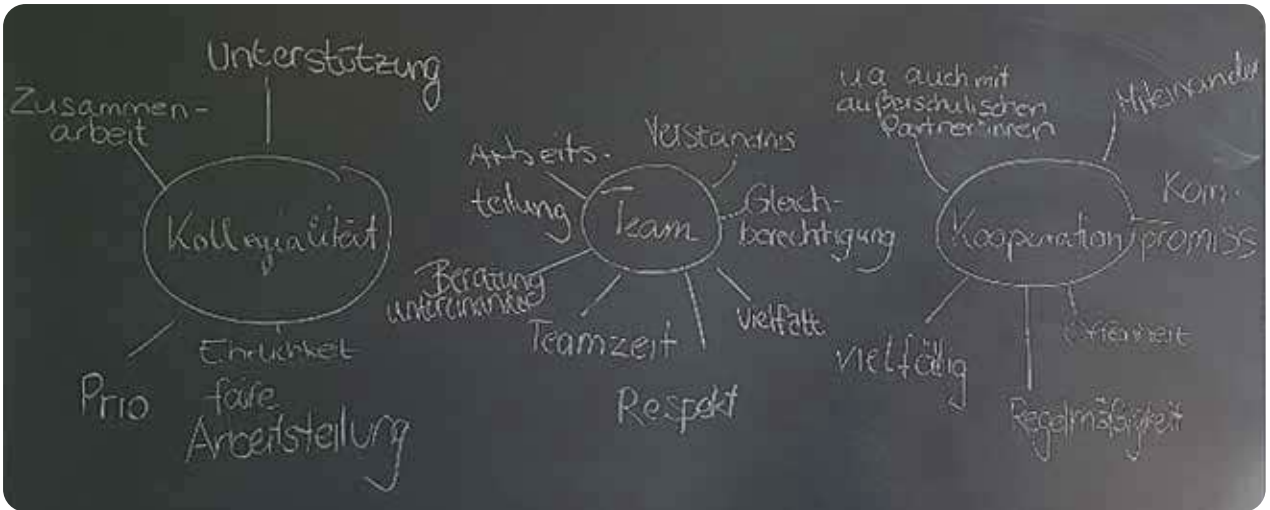 Unterstützung
Zusammen-
arbeit
Kollegialität
Prio
Ehrlichkeit
faire
Arbeitsteilung
Arbeits-
teilung
Verständnis
Team
Gleich-
berechtigung
Beratung
untereinander
Teamzeit
Vielfalt
Respekt
u.a. auch mit
außerschulischen
Partner*innen
Miteinander
Kooperation
Kom-
promiss
vielfältig
Offenheit
Regelmäßigkeit